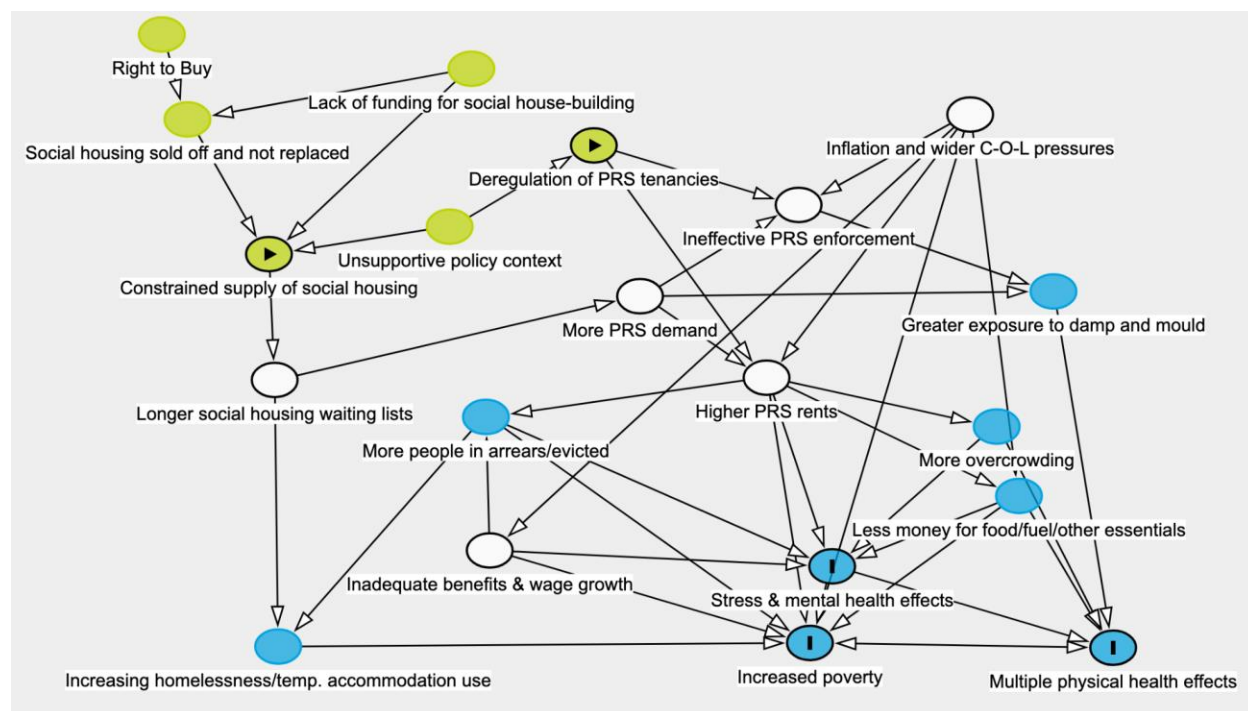 Right to Buy
Lack of funding for social house-building
Social housing sold off and not replaced
Inflation and wider C-O-L pressures
Deregulation of PRS tenancies
Ineffective PRS enforcement
Unsupportive policy context
Constrained supply of social housing
More PRS demand
Greater exposure to damp and mould
Longer social housing waiting lists
Higher PRS rents
More people in arrears/evicted
More overcrowding
Less money for food/fuel/other essentials
Inadequate benefits & wage growth
Stress & mental health effects
Increasing homelessness/temp. accommodation use
Increased poverty
Multiple physical health effects